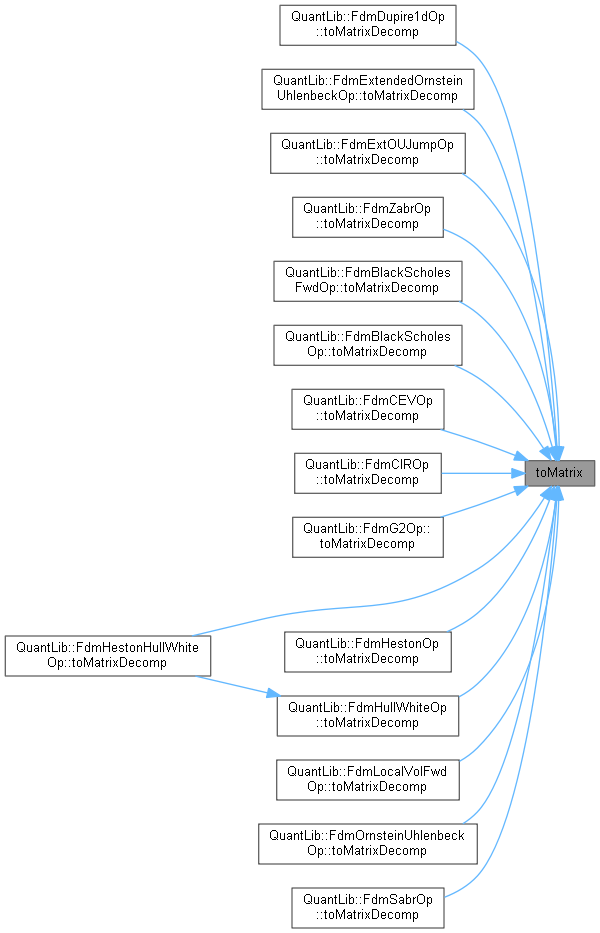 QuantLib::FdmDupire1dOp
::toMatrixDecomp
QuantLib::FdmExtendedOrnstein
UhlenbeckOp::toMatrixDecomp
QuantLib::FdmExtOUJumpOp
::toMatrixDecomp
QuantLib::FdmZabrOp
::toMatrixDecomp
QuantLib::FdmBlackScholes
FwdOp::toMatrixDecomp
QuantLib::FdmBlackScholes
Op::toMatrixDecomp
QuantLib::FdmCEVOp
::toMatrixDecomp
QuantLib::FdmCIROp
::toMatrixDecomp
toMatrix
QuantLib::FdmG2Op::
toMatrixDecomp
QuantLib::FdmHestonHullWhite
Op::toMatrixDecomp
QuantLib::FdmHestonOp
::toMatrixDecomp
QuantLib::FdmHullWhiteOp
::toMatrixDecomp
QuantLib::FdmLocalVolFwd
Op::toMatrixDecomp
QuantLib::FdmOrnsteinUhlenbeck
Op::toMatrixDecomp
QuantLib::FdmSabrOp
::toMatrixDecomp